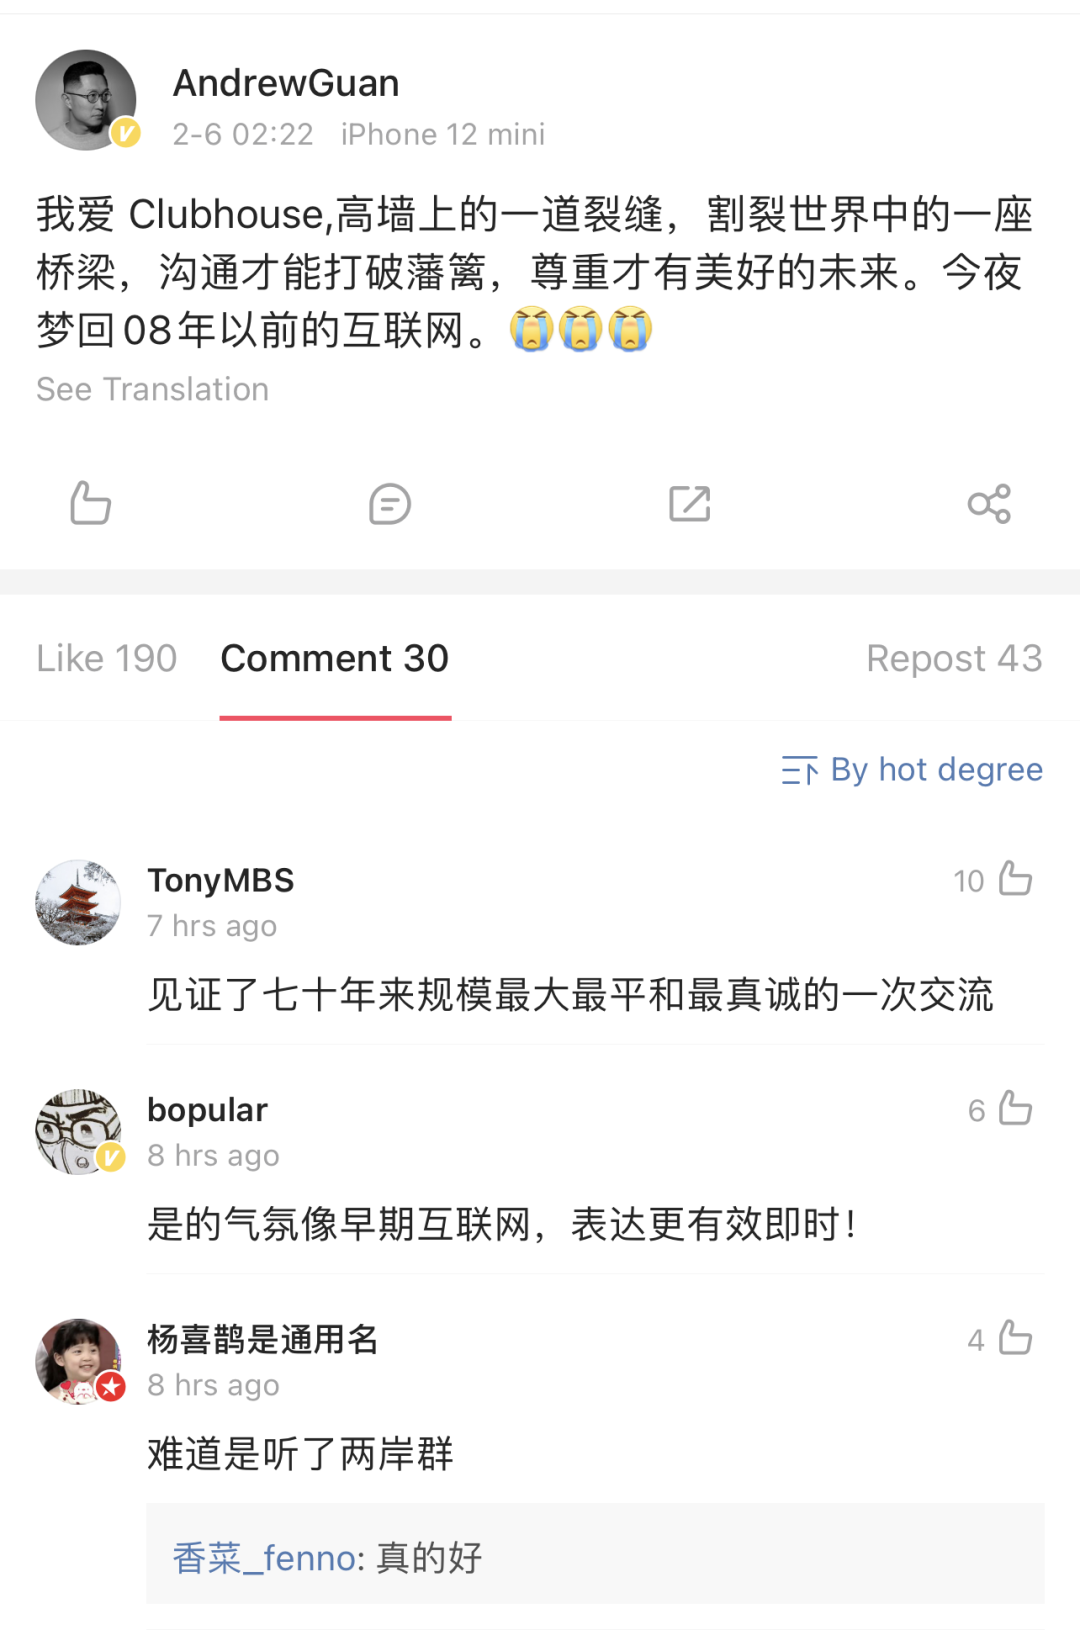 AndrewGuan
2-6 02:22 iPhone 12 mini
我爱 Clubhouse,高墙上的一道裂缝，割裂世界中的一座
桥梁，沟通才能打破藩篱，尊重才有美好的未来。今夜
梦回08年以前的互联网。😭😭😭
See Translation
Like 190 Comment 30 Repost 43
By hot degree
TonyMBS 10
7 hrs ago
见证了七十年来规模最大最平和最真诚的一次交流
bopular 6
8 hrs ago
是的气氛像早期互联网，表达更有效即时！
杨喜鹊是通用名 4
8 hrs ago
难道是听了两岸群
香菜_fenno: 真的好